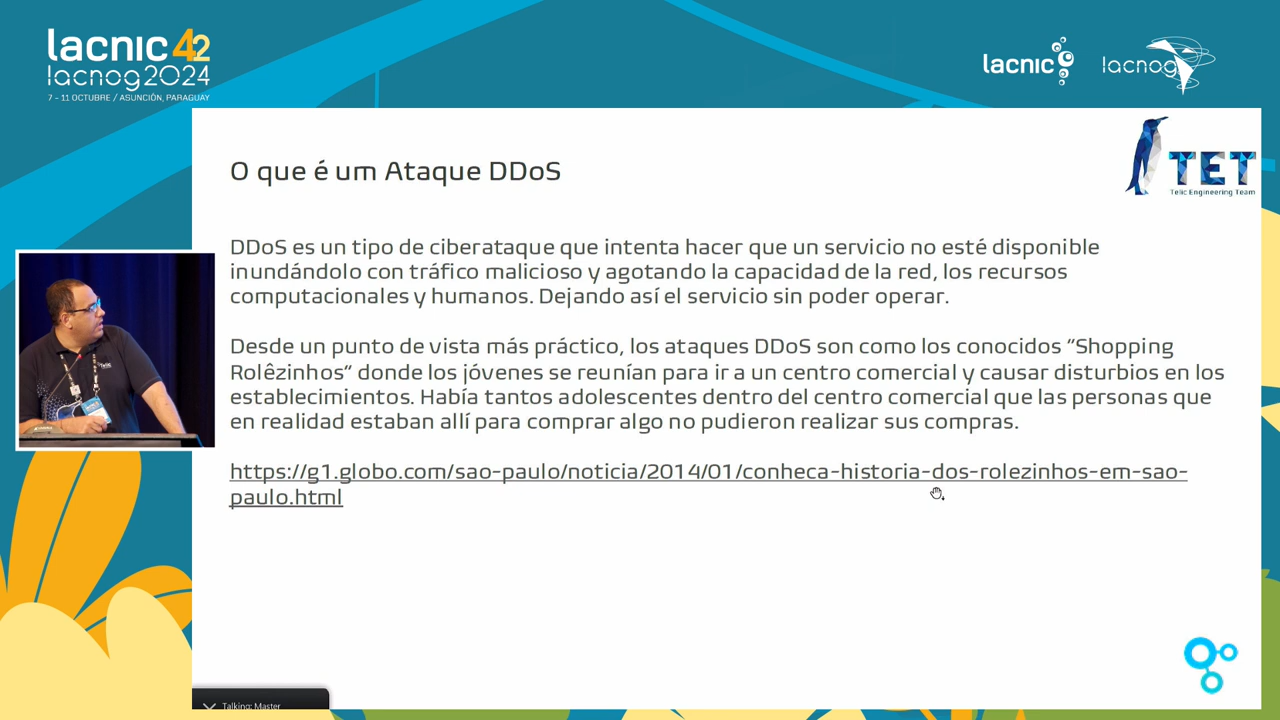 lacnic 42
lacnog2024
7 - 11 OCTUBRE / ASUNCIÓN, PARAGUAY
lacnic
lacnog
TET
Telic Engineering Team
O que é um Ataque DDoS
DDoS es un tipo de ciberataque que intenta hacer que un servicio no esté disponible
inundándolo con tráfico malicioso y agotando la capacidad de la red, los recursos
computacionales y humanos. Dejando así el servicio sin poder operar.
Desde un punto de vista más práctico, los ataques DDoS son como los conocidos "Shopping
Rolêzinhos" donde los jóvenes se reunían para ir a un centro comercial y causar disturbios en los
establecimientos. Había tantos adolescentes dentro del centro comercial que las personas que
en realidad estaban allí para comprar algo no pudieron realizar sus compras.
https://g1.globo.com/sao-paulo/noticia/2014/01/conheca-historia-dos-rolezinhos-em-sao-
paulo.html
Talking: Master